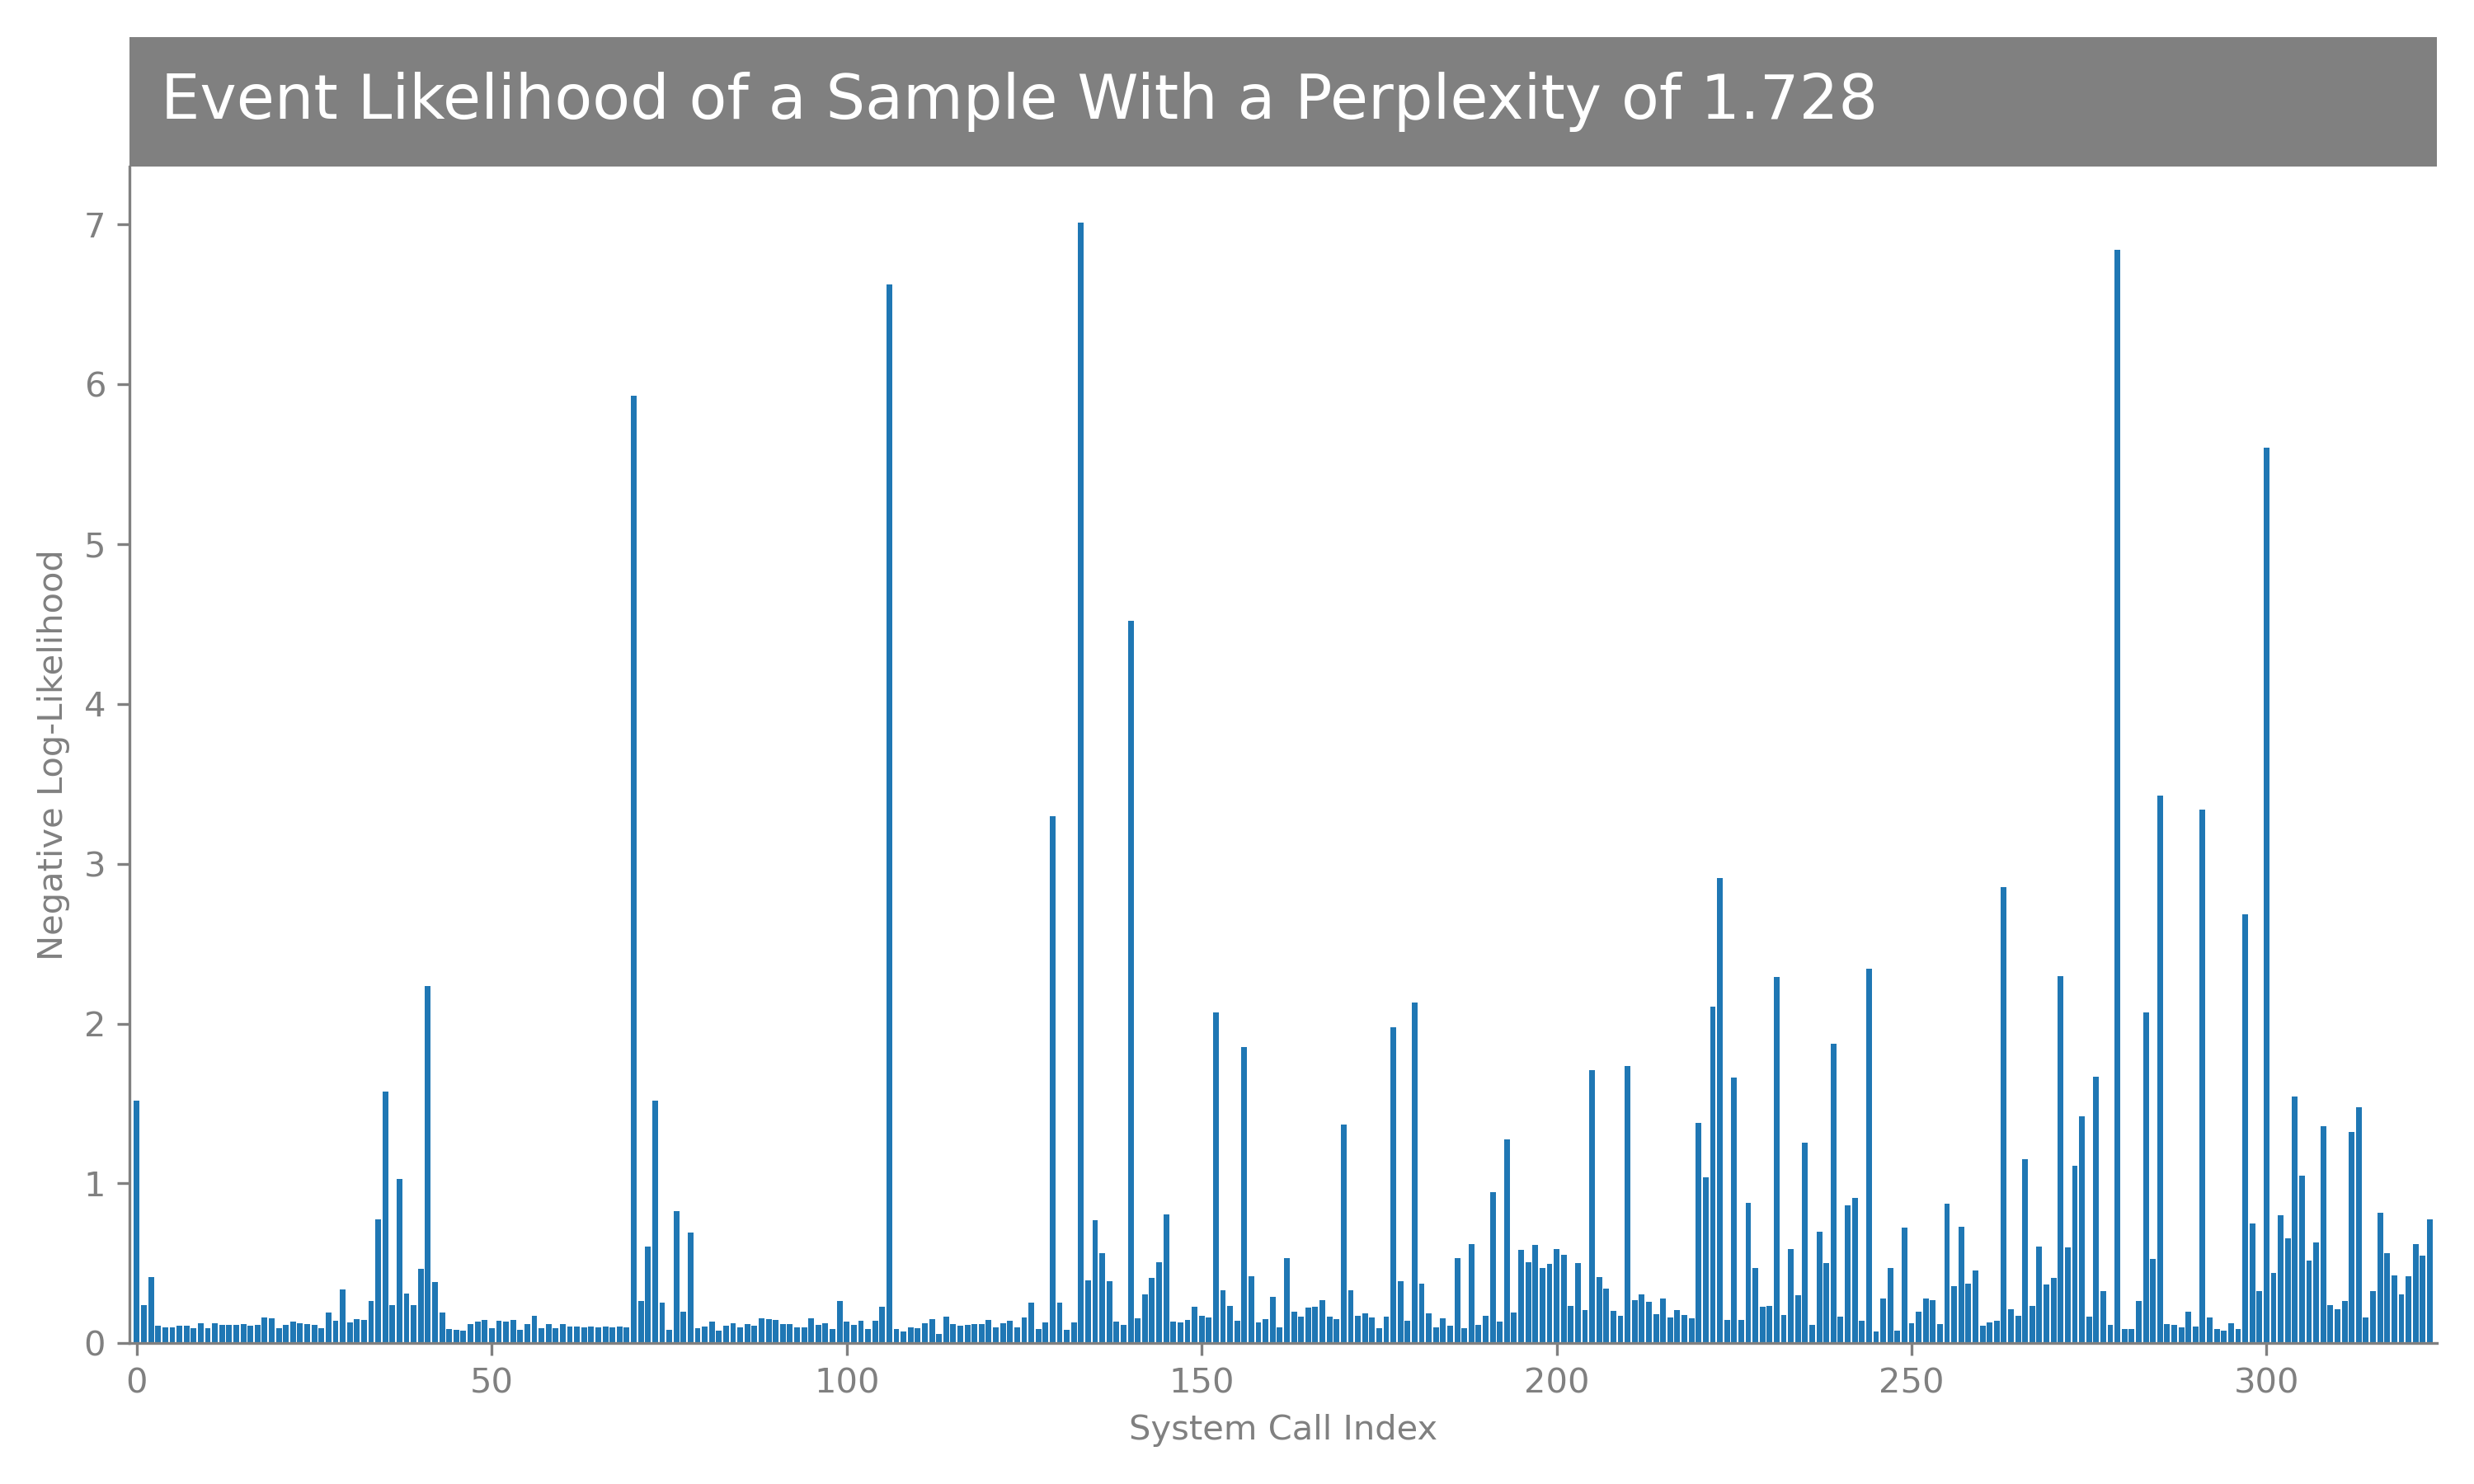 Event Likelihood of a Sample With a Perplexity of 1.728
Negative Log-Likelihood
7
6
5
4
3
2
1
0
0 50 100 150 200 250 300
System Call Index